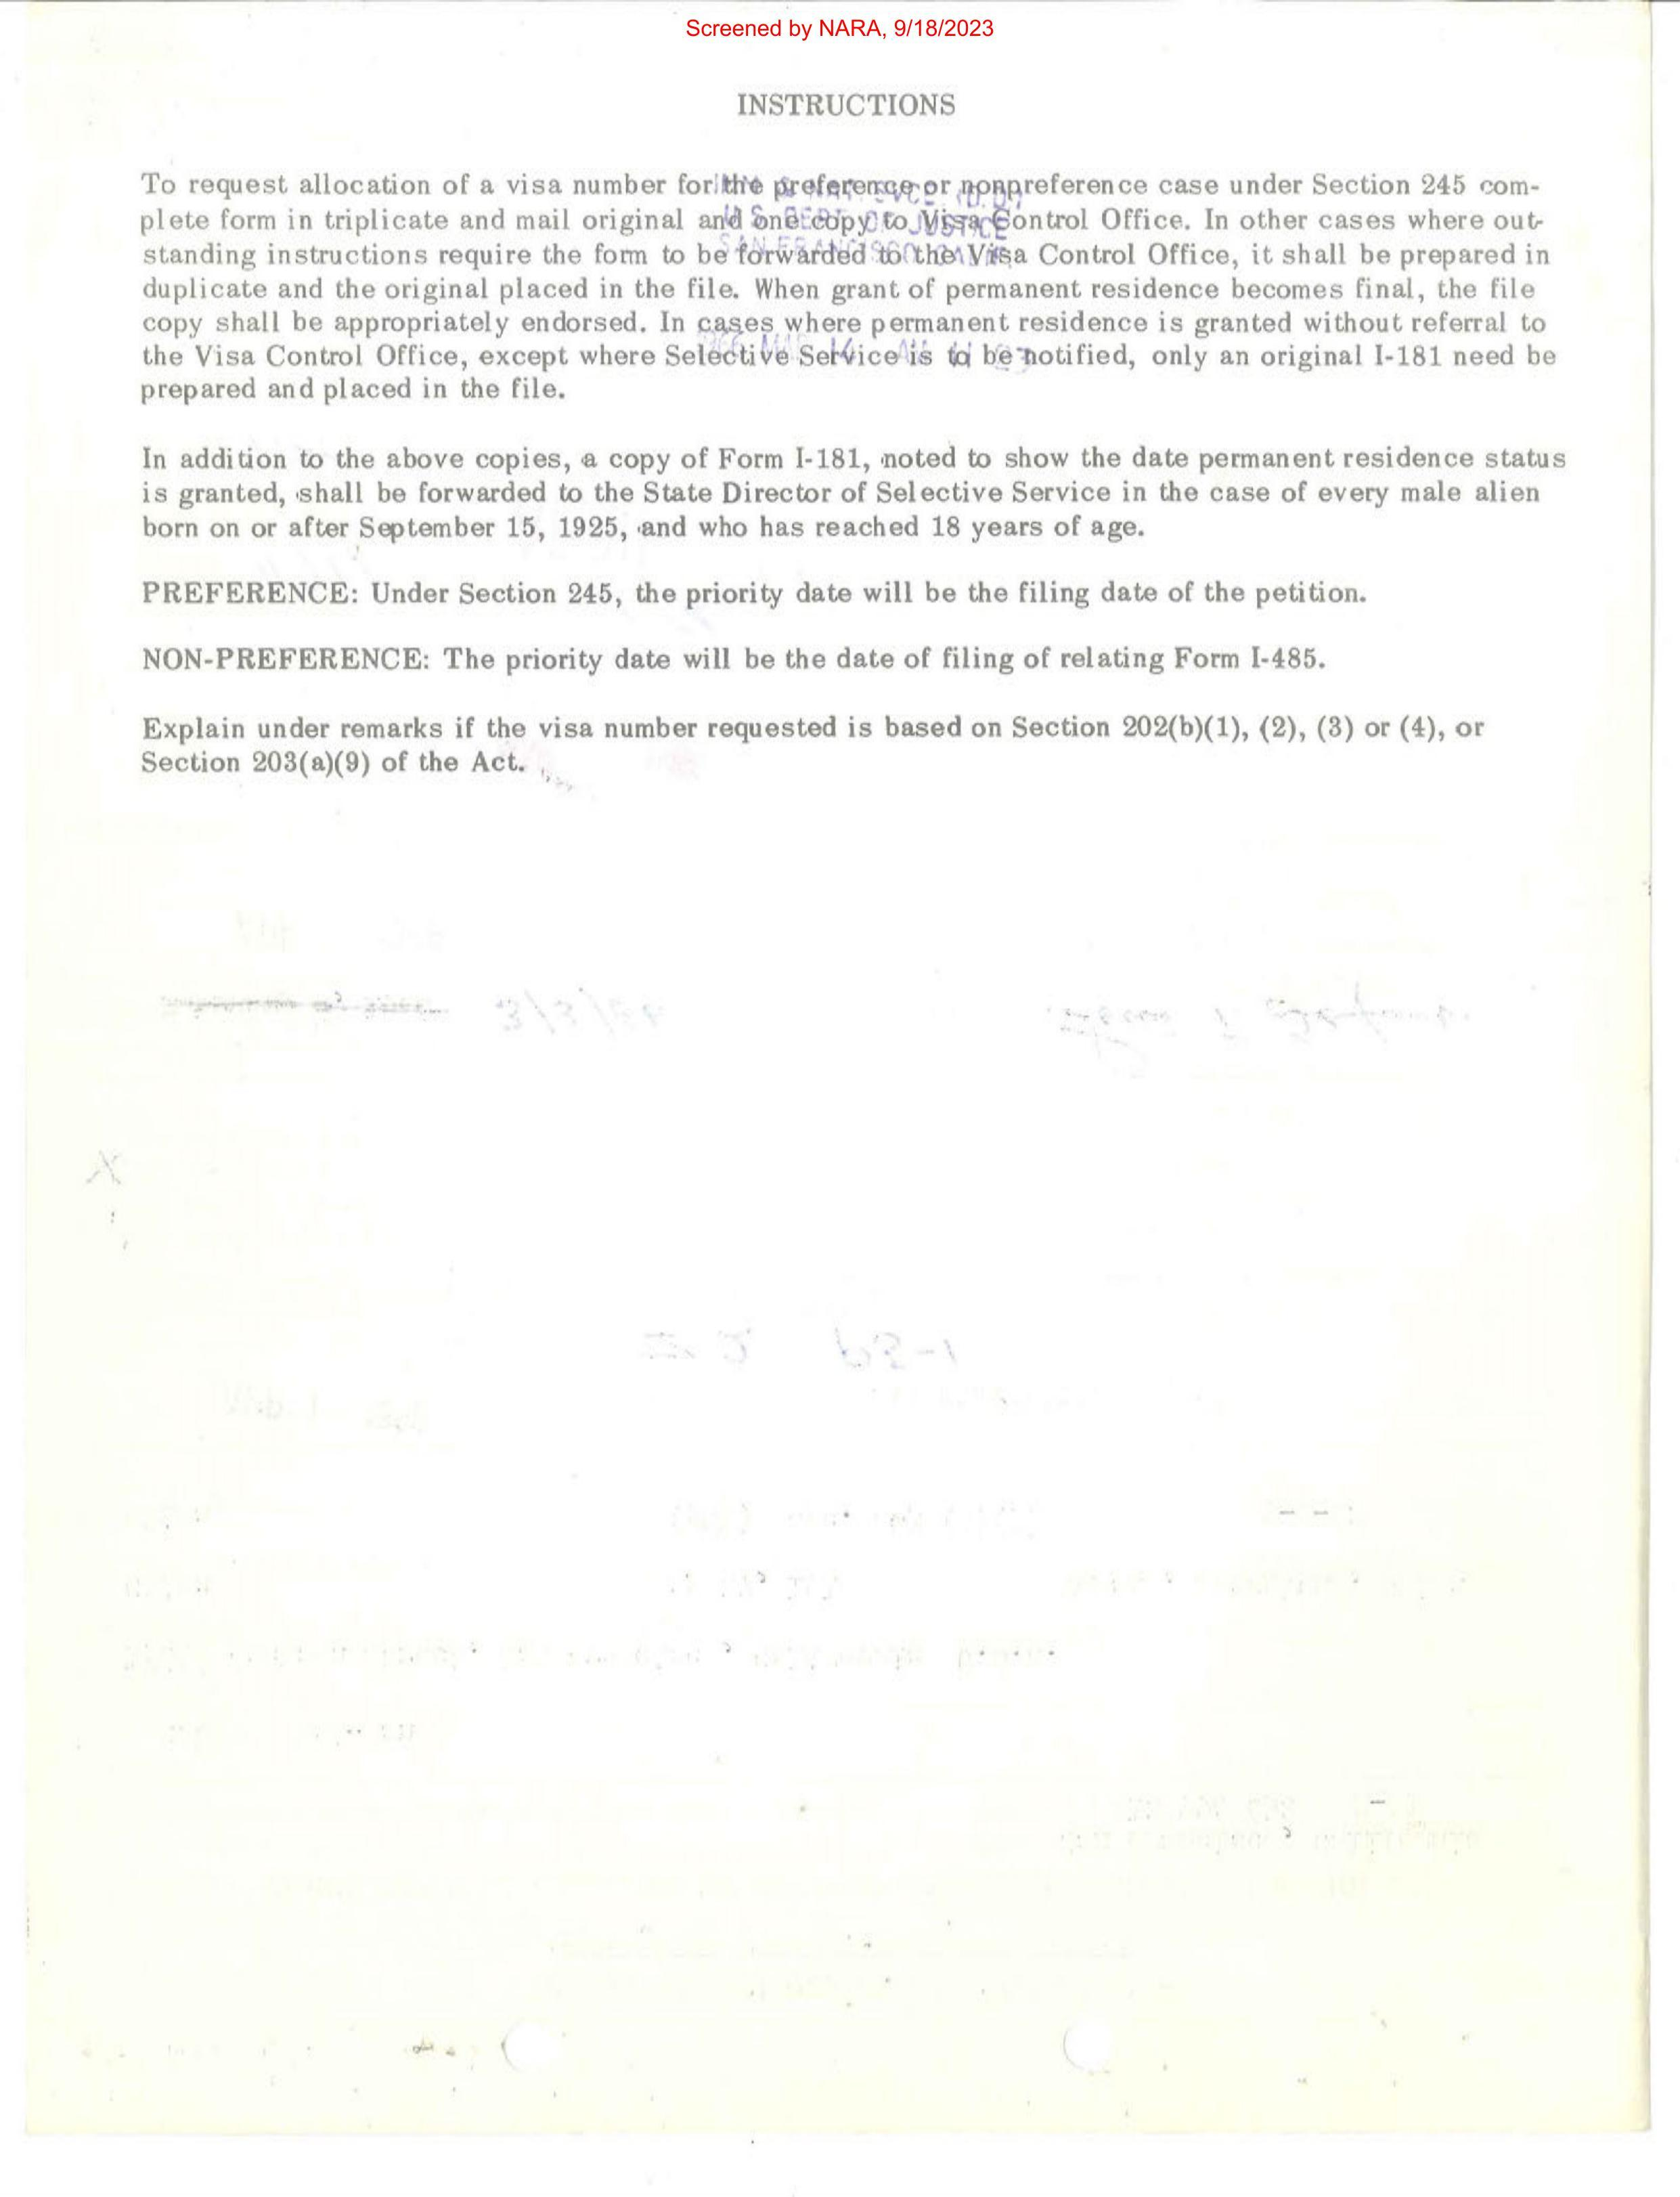 Screened by NARA, 9/18/2023
INSTRUCTIONS
To request allocation of a visa number for the preference or nonpreference case under Section 245 com-
plete form in triplicate and mail original and one copy to Visa Control Office. In other cases where out-
standing instructions require the form to be forwarded to the Visa Control Office, it shall be prepared in
duplicate and the original placed in the file. When grant of permanent residence becomes final, the file
copy shall be appropriately endorsed. In cases where permanent residence is granted without referral to
the Visa Control Office, except where Selective Service is to be notified, only an original I-181 need be
prepared and placed in the file.
In addition to the above copies, a copy of Form I-181, noted to show the date permanent residence status
is granted, shall be forwarded to the State Director of Selective Service in the case of every male alien
born on or after September 15, 1925, and who has reached 18 years of age.
PREFERENCE: Under Section 245, the priority date will be the filing date of the petition.
NON-PREFERENCE: The priority date will be the date of filing of relating Form I-485.
Explain under remarks if the visa number requested is based on Section 202(b)(1), (2), (3) or (4), or
Section 203(a)(9) of the Act.